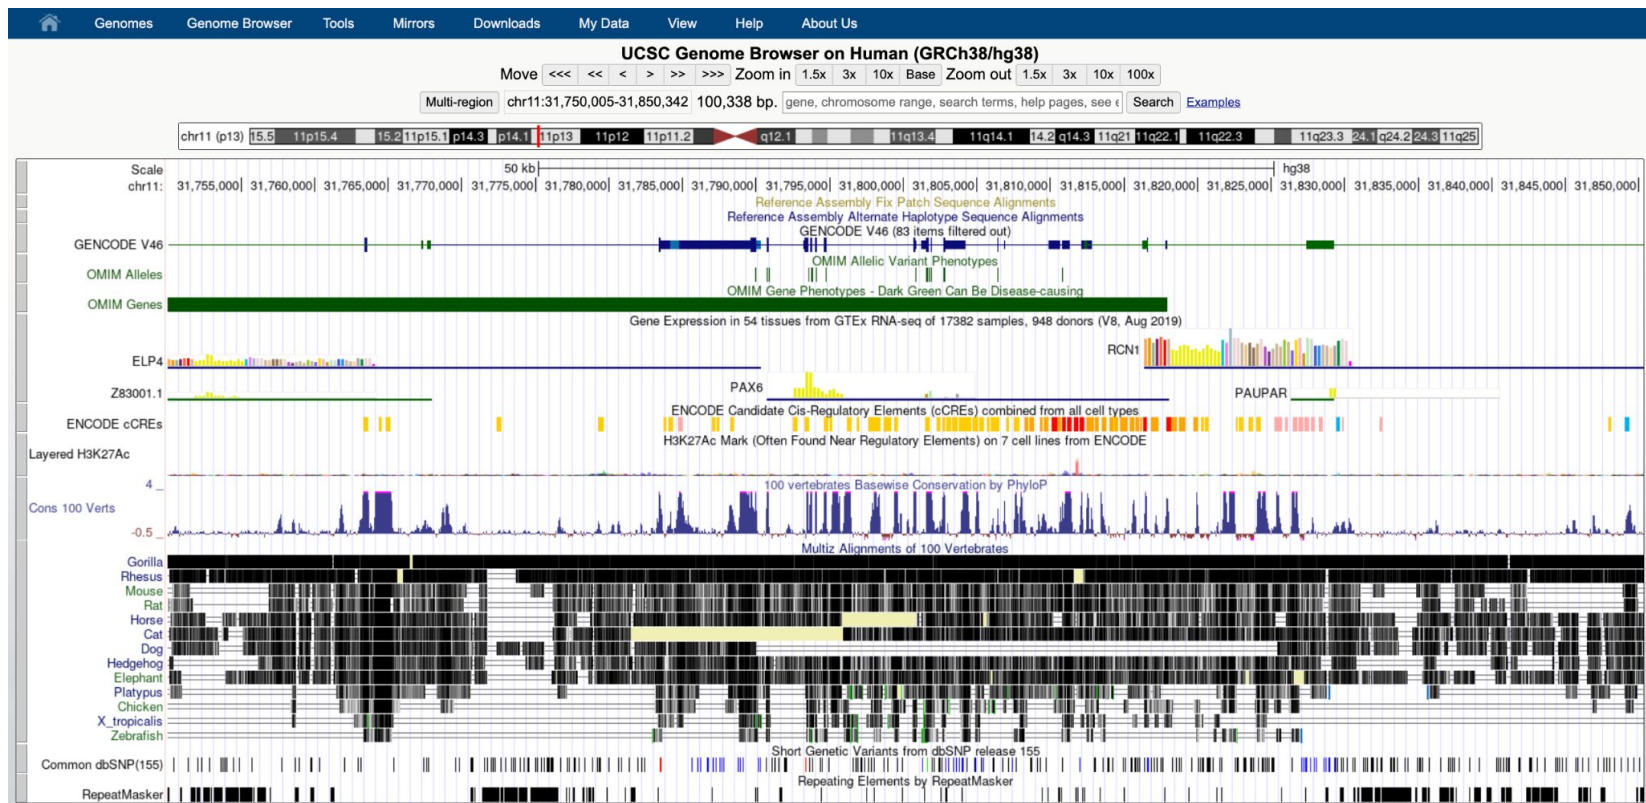 Genomes Genome Browser Tools Mirrors Downloads My Data View Help About Us
UCSC Genome Browser on Human (GRCh38/hg38)
Move <<< << < > >> >>> Zoom in 1.5x 3x 10x Base Zoom out 1.5x 3x 10x 100x
Multi-region chr11:31,750,005-31,850,342 100,338 bp. gene, chromosome range, search terms, help pages, see e Search Examples
chr11 (p13) 15.5 11p15.4 15.2 11p15.1 p14.3 p14.1 11p13 11p12 11p11.2 q12.1 11q13.4 11q14.1 14.2 q14.3 11q21 11q22.1 11q22.3 11q23.3 24.1 q24.2 24.3 11q25
Scale 50 kb hg38
chr11: 31,755,000 31,760,000 31,765,000 31,770,000 31,775,000 31,780,000 31,785,000 31,790,000 31,795,000 31,800,000 31,805,000 31,810,000 31,815,000 31,820,000 31,825,000 31,830,000 31,835,000 31,840,000 31,845,000 31,850,000
Reference Assembly Fix Patch Sequence Alignments
Reference Assembly Alternate Haplotype Sequence Alignments
GENCODE V46 (83 items filtered out)
GENCODE V46
OMIM Allelic Variant Phenotypes
OMIM Alleles
OMIM Gene Phenotypes - Dark Green Can Be Disease-causing
OMIM Genes
Gene Expression in 54 tissues from GTEx RNA-seq of 17382 samples, 948 donors (V8, Aug 2019)
RCN1
ELP4
PAX6
Z83001.1 PAUPAR
ENCODE Candidate Cis-Regulatory Elements (cCREs) combined from all cell types
ENCODE cCREs
H3K27Ac Mark (Often Found Near Regulatory Elements) on 7 cell lines from ENCODE
Layered H3K27Ac
100 vertebrates Basewise Conservation by PhyloP
4 _
Cons 100 Verts
-0.5 _
Multiz Alignments of 100 Vertebrates
Gorilla
Rhesus
Mouse
Rat
Horse
Cat
Dog
Hedgehog
Elephant
Platypus
Chicken
X_tropicalis
Zebrafish
Short Genetic Variants from dbSNP release 155
Common dbSNP(155)
Repeating Elements by RepeatMasker
RepeatMasker